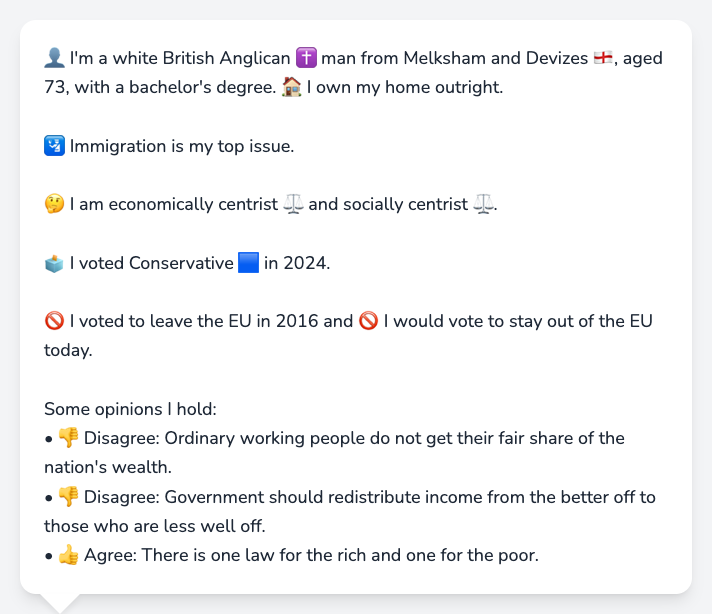 👤 I'm a white British Anglican ✝️ man from Melksham and Devizes 🏴󠁧󠁢󠁥󠁮󠁧󠁿, aged
73, with a bachelor's degree. 🏠 I own my home outright.
🛂 Immigration is my top issue.
🤔 I am economically centrist ⚖️ and socially centrist ⚖️.
🗳️ I voted Conservative 🟦 in 2024.
🚫 I voted to leave the EU in 2016 and 🚫 I would vote to stay out of the EU
today.
Some opinions I hold:
• 👎 Disagree: Ordinary working people do not get their fair share of the
nation's wealth.
• 👎 Disagree: Government should redistribute income from the better off to
those who are less well off.
• 👍 Agree: There is one law for the rich and one for the poor.